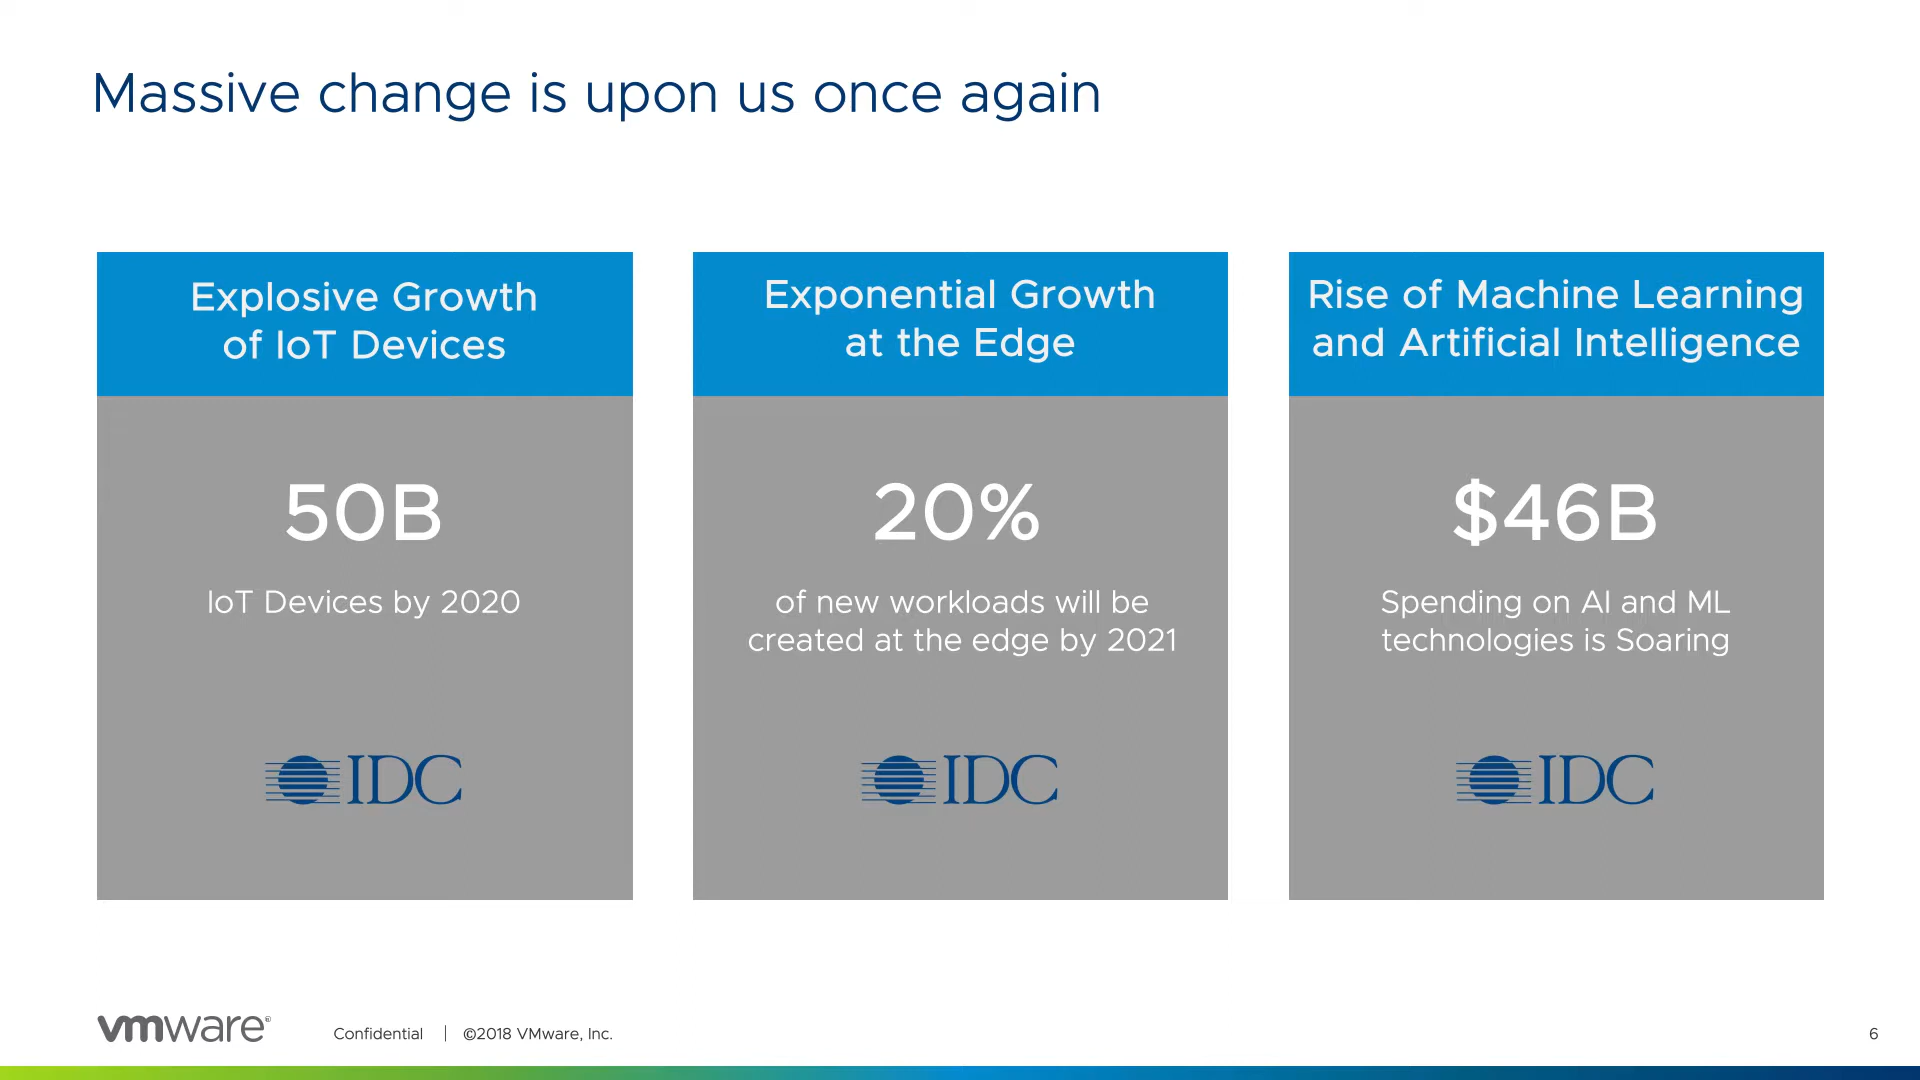 Massive change is upon us once again
Explosive Growth
of IoT Devices
50B
IoT Devices by 2020
IDC
Exponential Growth
at the Edge
20%
of new workloads will be
created at the edge by 2021
IDC
Rise of Machine Learning
and Artificial Intelligence
$46B
Spending on AI and ML
technologies is Soaring
IDC
vmware®
Confidential | ©2018 VMware, Inc.
6